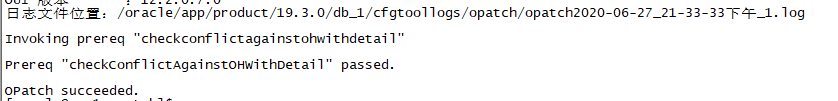 日志文件位置：/oracle/app/product/19.3.0/db_1/cfgtoollogs/opatch/opatch2020-06-27_21-33-33下午_1.log
Invoking prereq "checkconflictagainstohwithdetail"
Prereq "checkConflictAgainstOHWithDetail" passed.
OPatch succeeded.